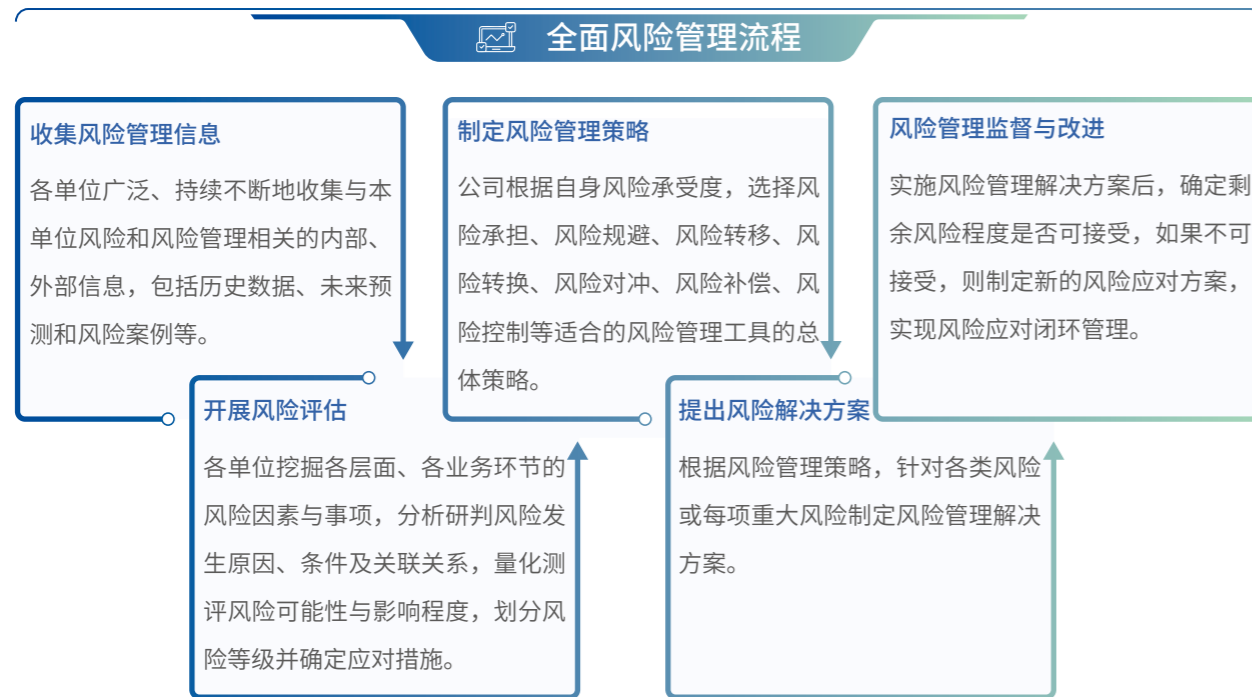 全面风险管理流程
收集风险管理信息
各单位广泛、持续不断地收集与本
单位风险和风险管理相关的内部、
外部信息，包括历史数据、未来预
测和风险案例等。
开展风险评估
各单位挖掘各层面、各业务环节的
风险因素与事项，分析研判风险发
生原因、条件及关联关系，量化测
评风险可能性与影响程度，划分风
险等级并确定应对措施。
制定风险管理策略
公司根据自身风险承受度，选择风
险承担、风险规避、风险转移、风
险转换、风险对冲、风险补偿、风
险控制等适合的风险管理工具的总
体策略。
提出风险解决方案
根据风险管理策略，针对各类风险
或每项重大风险制定风险管理解决
方案。
风险管理监督与改进
实施风险管理解决方案后，确定剩
余风险程度是否可接受，如果不可
接受，则制定新的风险应对方案，
实现风险应对闭环管理。